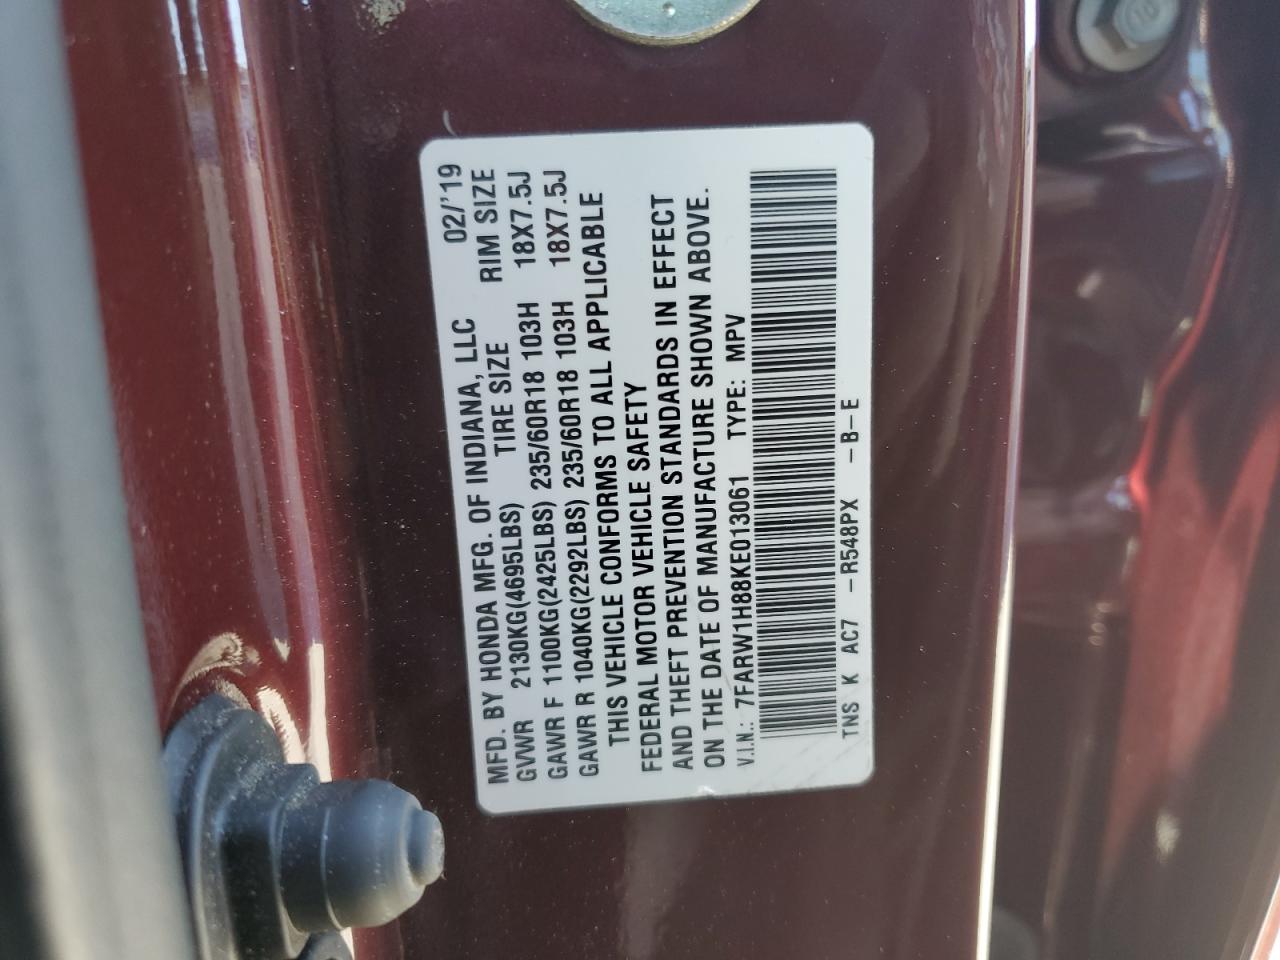 MFD. BY HONDA MFG. OF INDIANA, LLC 02/'19
GVWR 2130KG(4695LBS) TIRE SIZE RIM SIZE
GAWR F 1100KG(2425LBS) 235/60R18 103H 18X7.5J
GAWR R 1040KG(2292LBS) 235/60R18 103H 18X7.5J
THIS VEHICLE CONFORMS TO ALL APPLICABLE
FEDERAL MOTOR VEHICLE SAFETY
AND THEFT PREVENTION STANDARDS IN EFFECT
ON THE DATE OF MANUFACTURE SHOWN ABOVE.
V.I.N.: 7FARW1H88KE013061 TYPE: MPV
TNS K AC7 -R548PX -B-E